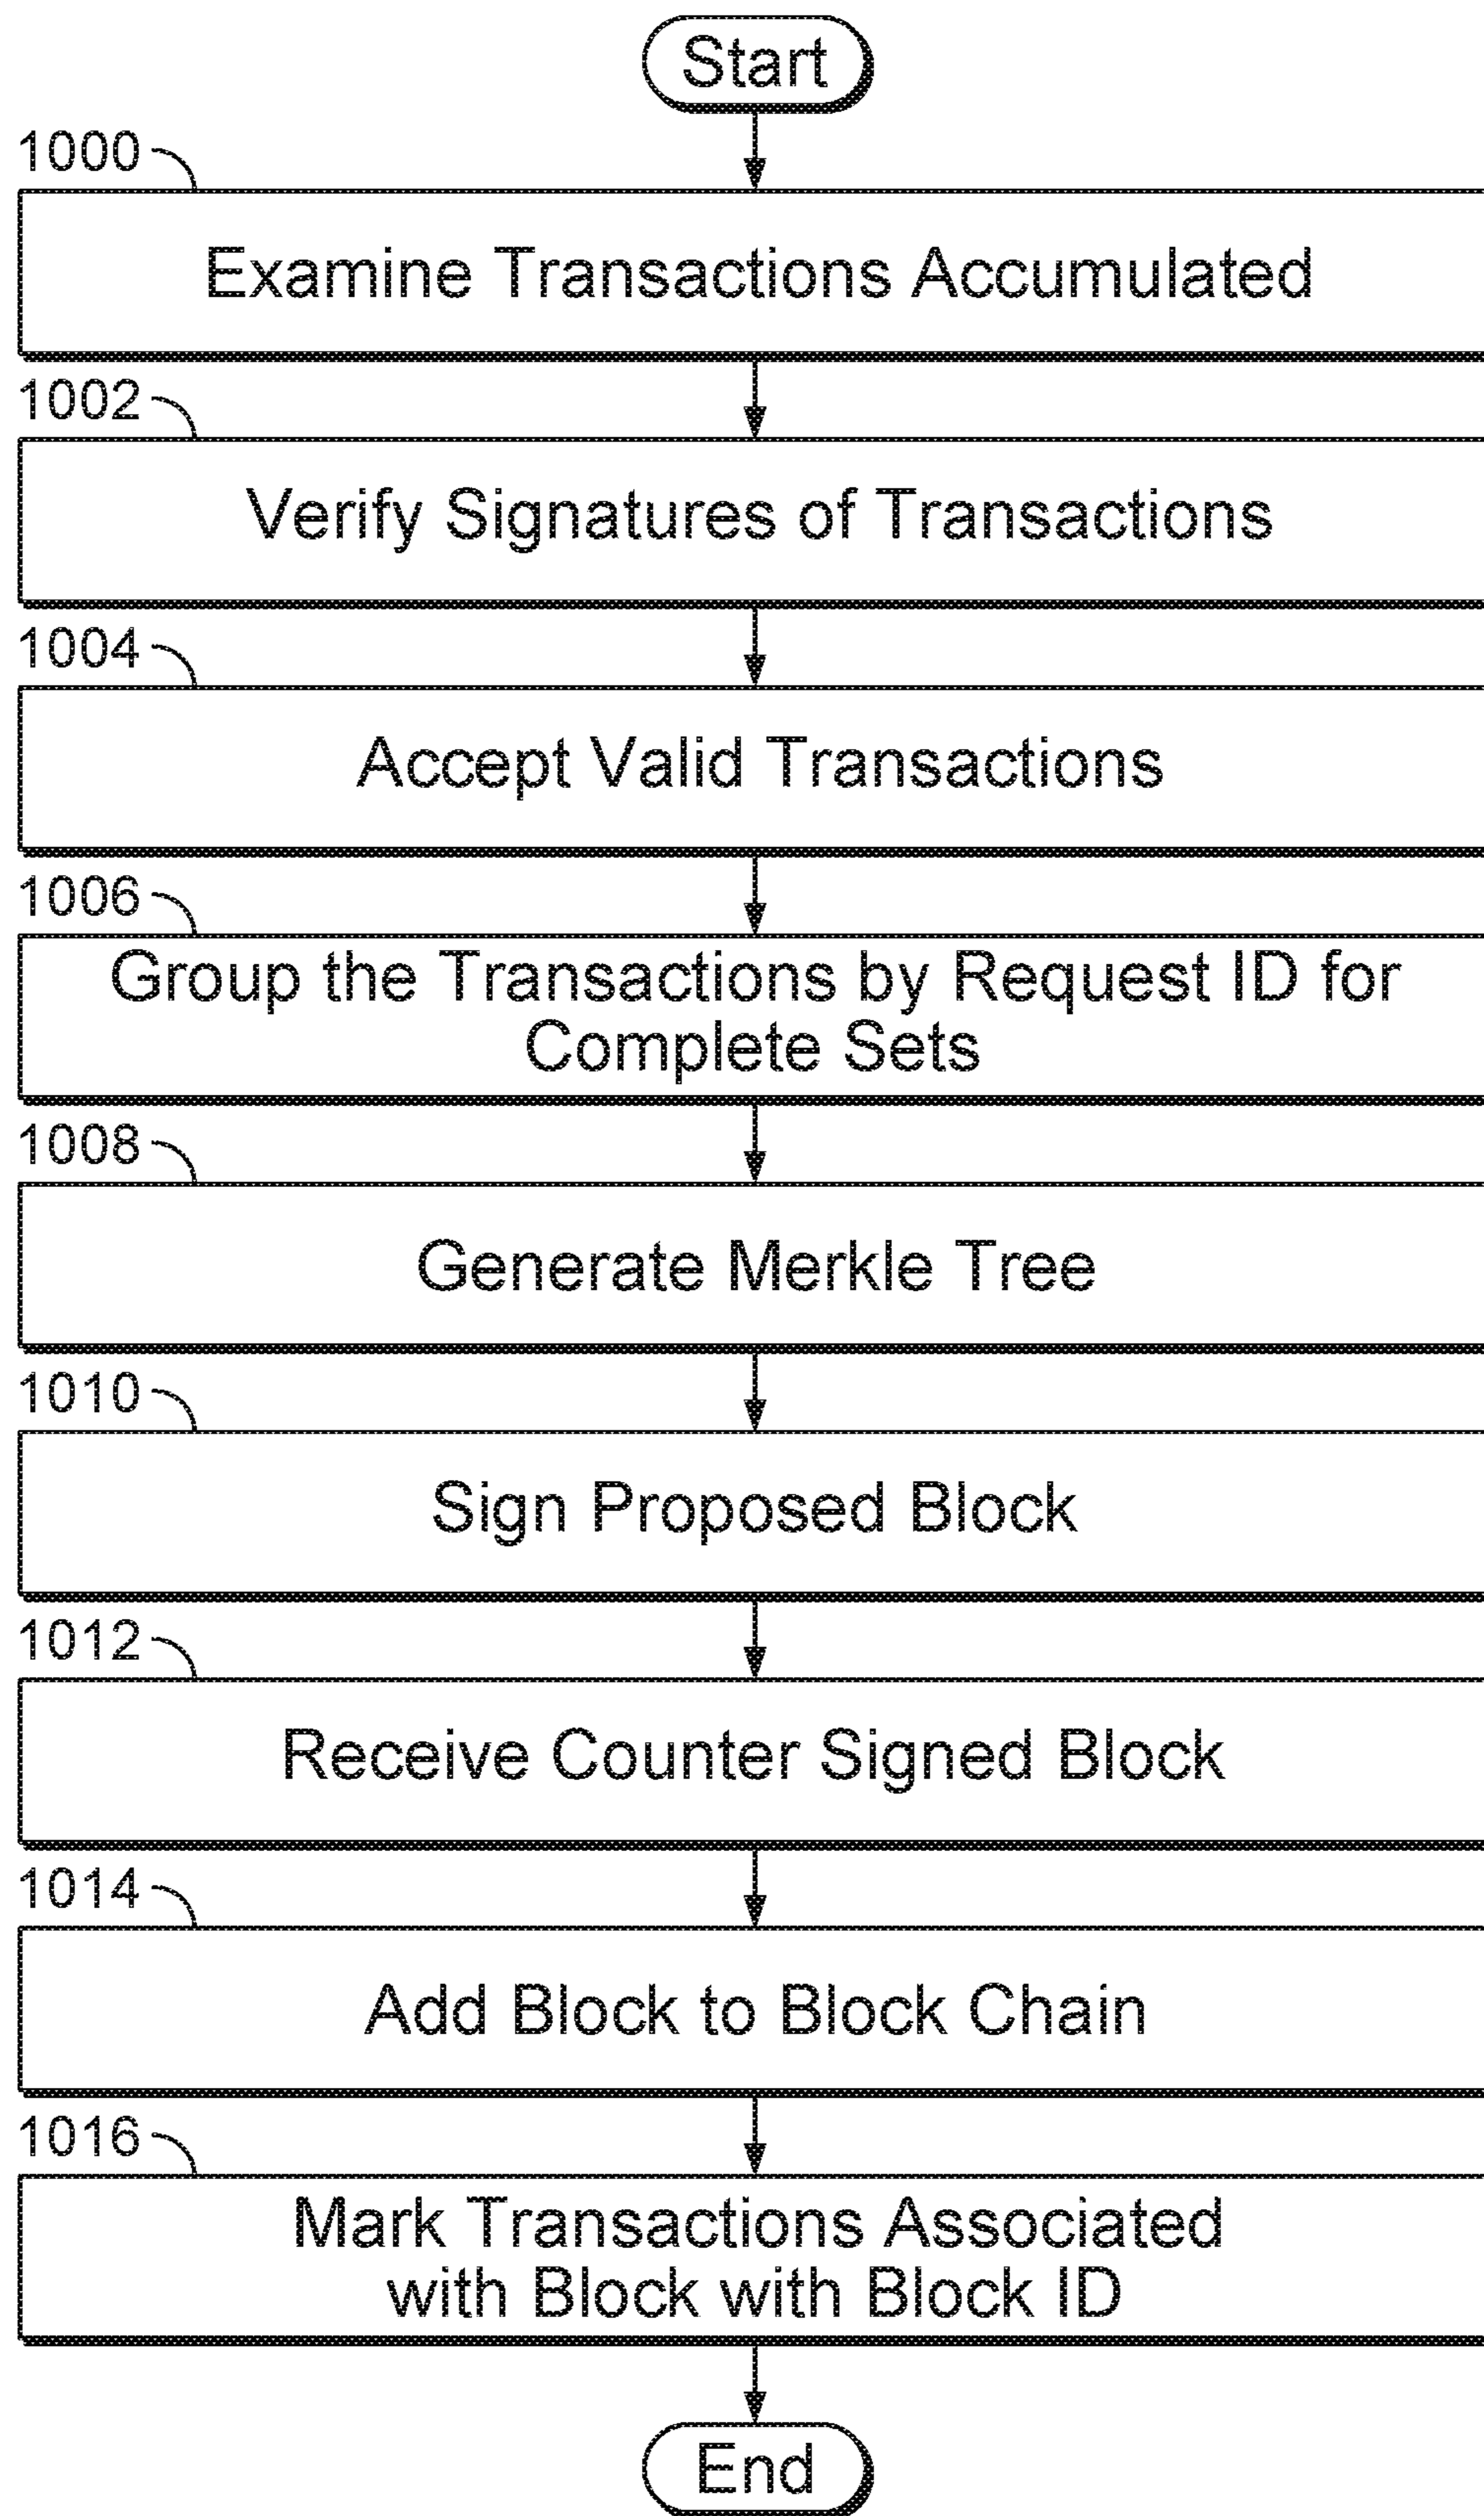 Start
1000
Examine Transactions Accumulated
1002
Verify Signatures of Transactions
1004
Accept Valid Transactions
1006
Group the Transactions by Request ID for
Complete Sets
1008
Generate Merkle Tree
1010
Sign Proposed Block
1012
Receive Counter Signed Block
1014
Add Block to Block Chain
1016
Mark Transactions Associated
with Block with Block ID
End